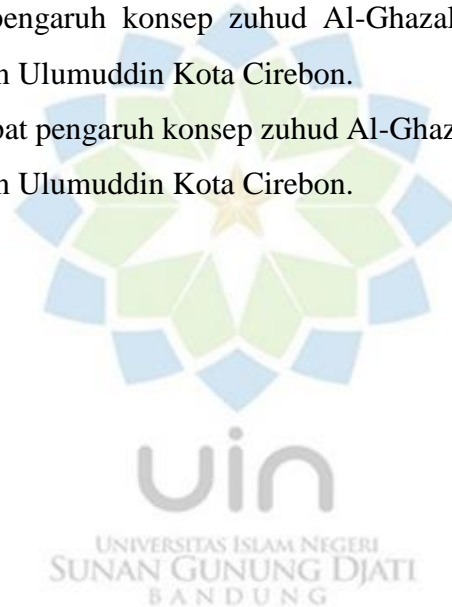 pengaruh konsep zuhud Al-Ghazal
Ulumuddin Kota Cirebon.
pengaruh konsep zuhud Al-Ghaz
Ulumuddin Kota Cirebon.
uin
UNIVERSITAS ISLAM NEGERI
SUNAN GUNUNG DJATI
BANDUNG